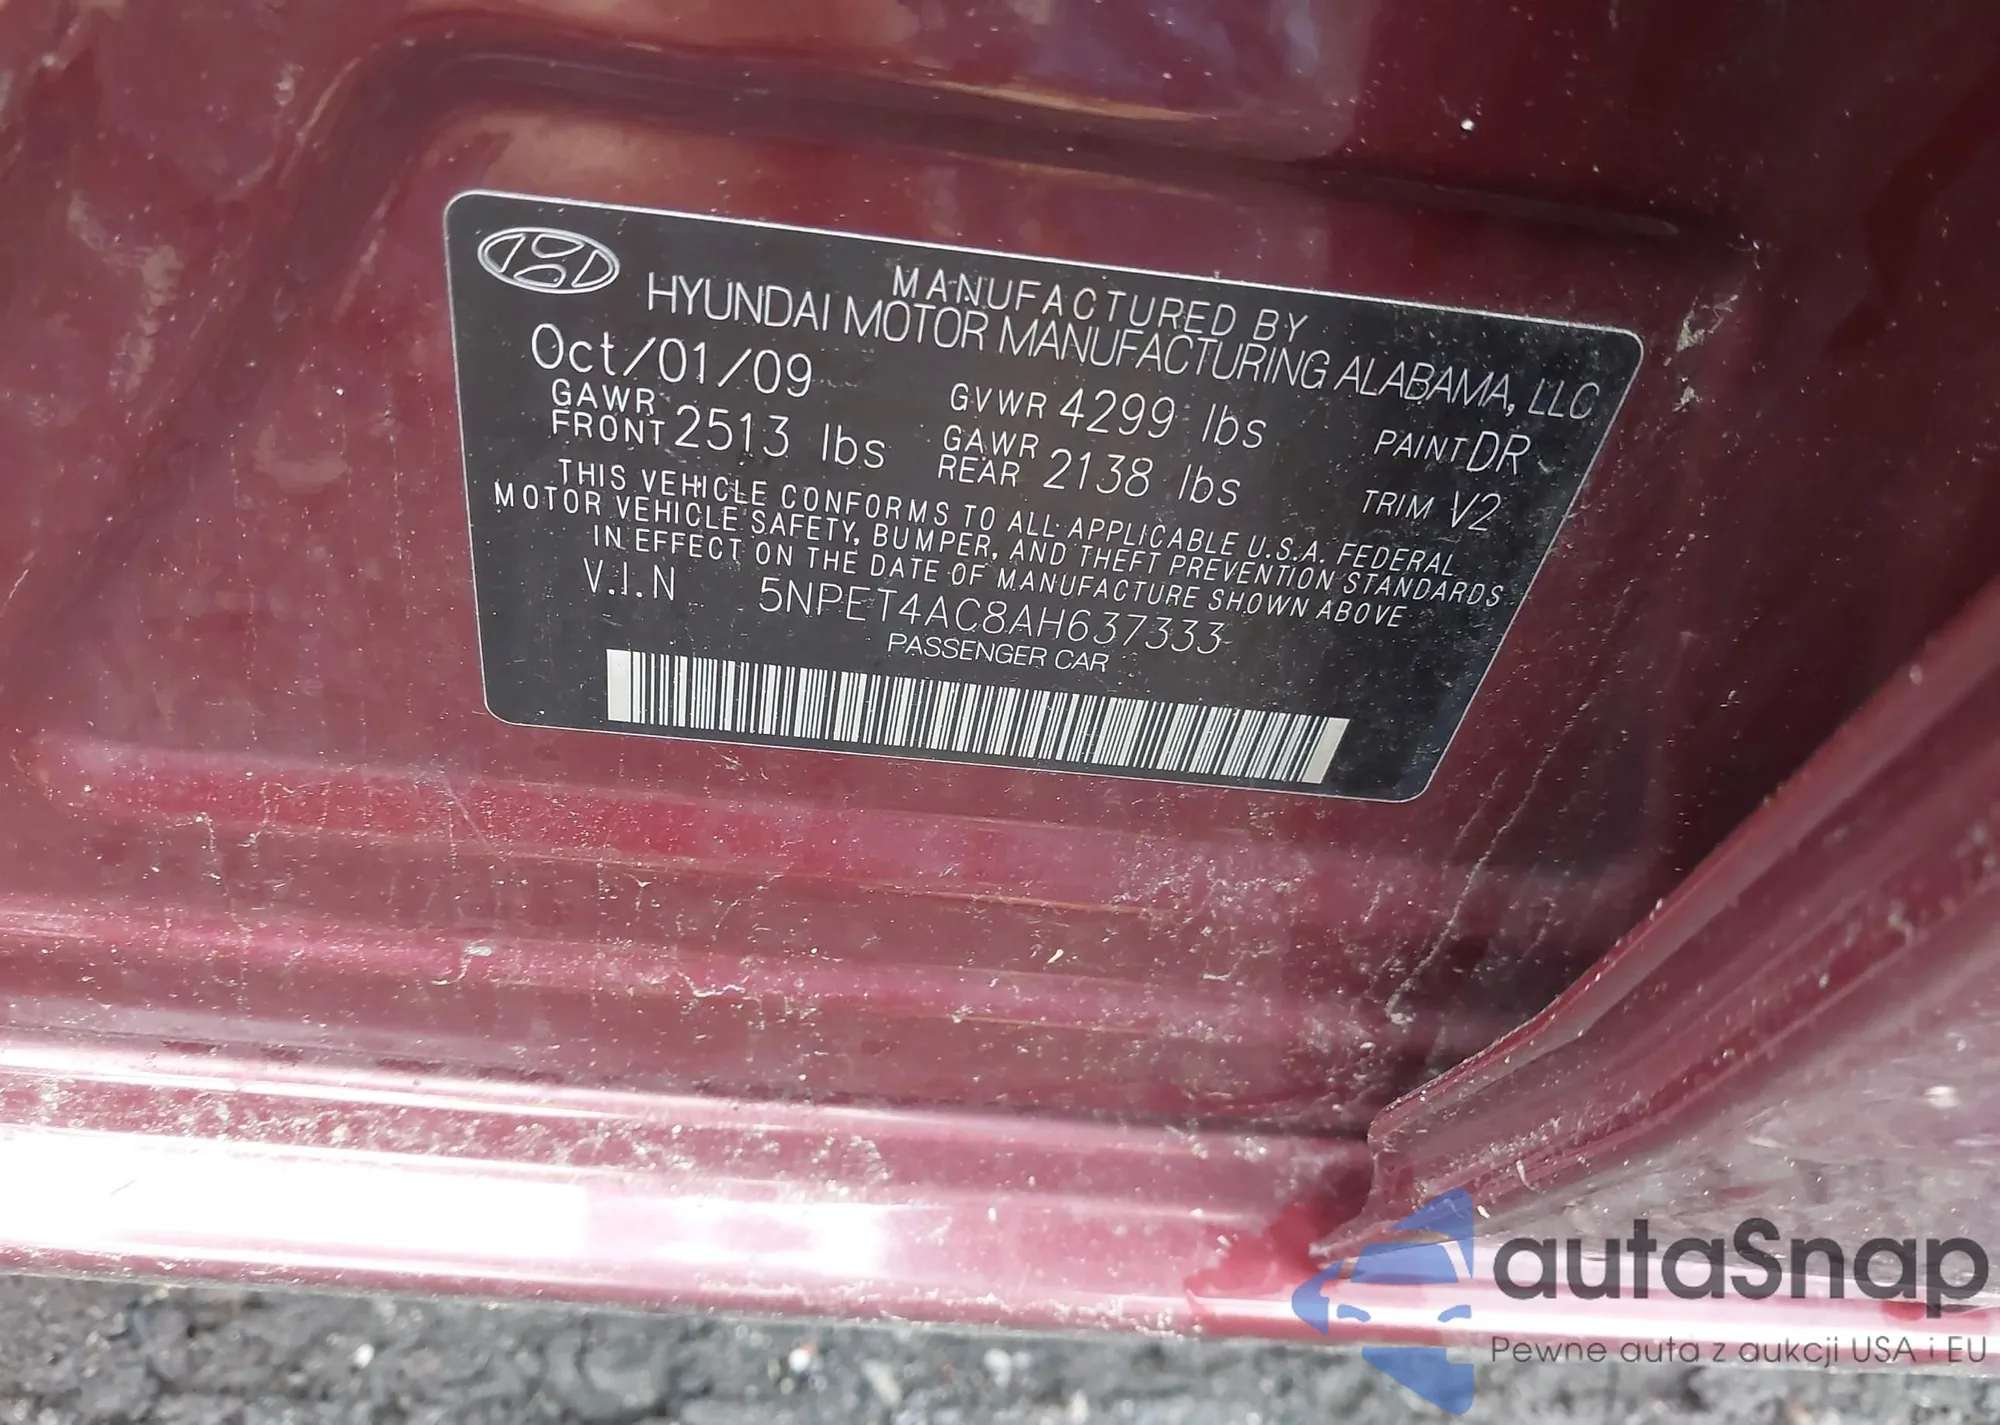 MANUFACTURED BY
HYUNDAI MOTOR MANUFACTURING ALABAMA, LLC
Oct/01/09 GVWR 4299 lbs PAINT DR
GAWR FRONT 2513 lbs GAWR REAR 2138 lbs TRIM V2
THIS VEHICLE CONFORMS TO ALL APPLICABLE U.S.A. FEDERAL
MOTOR VEHICLE SAFETY, BUMPER, AND THEFT PREVENTION STANDARDS
IN EFFECT ON THE DATE OF MANUFACTURE SHOWN ABOVE
V.I.N 5NPET4AC8AH637333
PASSENGER CAR
autaSnap
Pewne auta z aukcji USA i EU